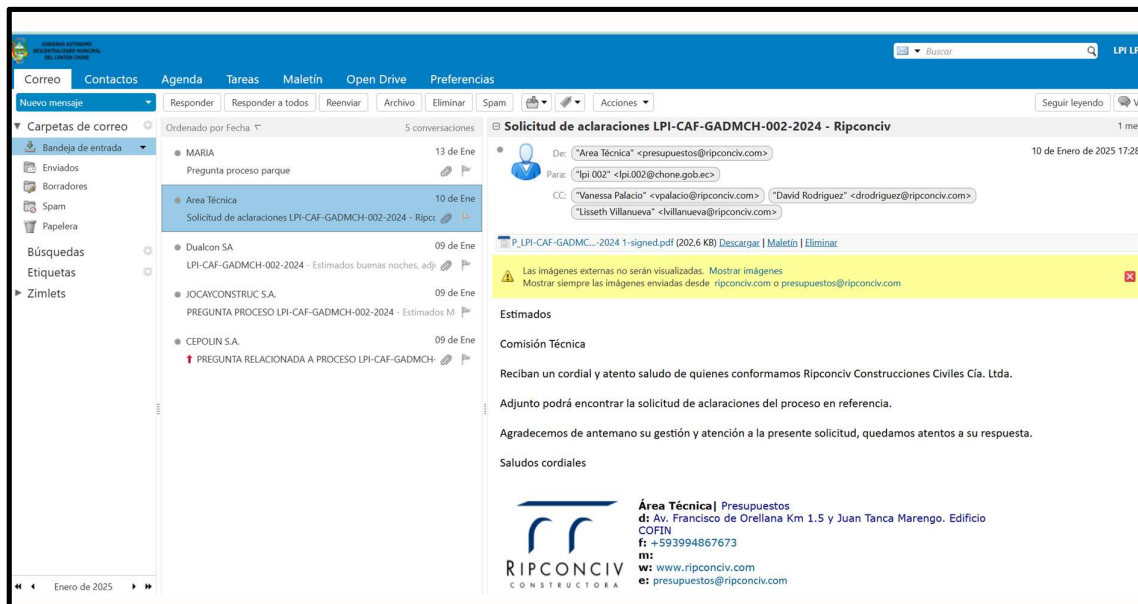 GOBIERNO AUTONOMO
DESCENTRALIZADO MUNICIPAL
DEL CANTON CHONE
Buscar
LPI LP
Correo Contactos Agenda Tareas Maletín Open Drive Preferencias
Nuevo mensaje
Responder Responder a todos Reenviar Archivo Eliminar Spam Acciones Seguir leyendo
Carpetas de correo
Bandeja de entrada
Enviados
Borradores
Spam
Papelera
Búsquedas
Etiquetas
Zimlets
Enero de 2025
Ordenado por Fecha 5 conversaciones
MARIA 13 de Ene
Pregunta proceso parque
Area Técnica 10 de Ene
Solicitud de aclaraciones LPI-CAF-GADMCH-002-2024 - Ripcc
Dualcon SA 09 de Ene
LPI-CAF-GADMCH-002-2024 - Estimados buenas noches, adj
JOCAYCONSTRUC S.A. 09 de Ene
PREGUNTA PROCESO LPI-CAF-GADMCH-002-2024 - Estimados M
CEPOLIN S.A. 09 de Ene
PREGUNTA RELACIONADA A PROCESO LPI-CAF-GADMCH-
Solicitud de aclaraciones LPI-CAF-GADMCH-002-2024 - Ripconciv 1 me
De: "Area Técnica" <presupuestos@ripconciv.com> 10 de Enero de 2025 17:28
Para: "lpi 002" <lpi.002@chone.gob.ec>
CC: "Vanessa Palacio" <vpalacio@ripconciv.com> "David Rodriguez" <drodriguez@ripconciv.com>
"Lisseth Villanueva" <lvillanueva@ripconciv.com>
P_LPI-CAF-GADMC...-2024 1-signed.pdf (202,6 KB) Descargar | Maletín | Eliminar
Las imágenes externas no serán visualizadas. Mostrar imágenes
Mostrar siempre las imágenes enviadas desde ripconciv.com o presupuestos@ripconciv.com
Estimados
Comisión Técnica
Reciban un cordial y atento saludo de quienes conformamos Ripconciv Construcciones Civiles Cía. Ltda.
Adjunto podrá encontrar la solicitud de aclaraciones del proceso en referencia.
Agradecemos de antemano su gestión y atención a la presente solicitud, quedamos atentos a su respuesta.
Saludos cordiales
RIPCONCIV
CONSTRUCTORA
Área Técnica| Presupuestos
d: Av. Francisco de Orellana Km 1.5 y Juan Tanca Marengo. Edificio
COFIN
f: +593994867673
m:
w: www.ripconciv.com
e: presupuestos@ripconciv.com